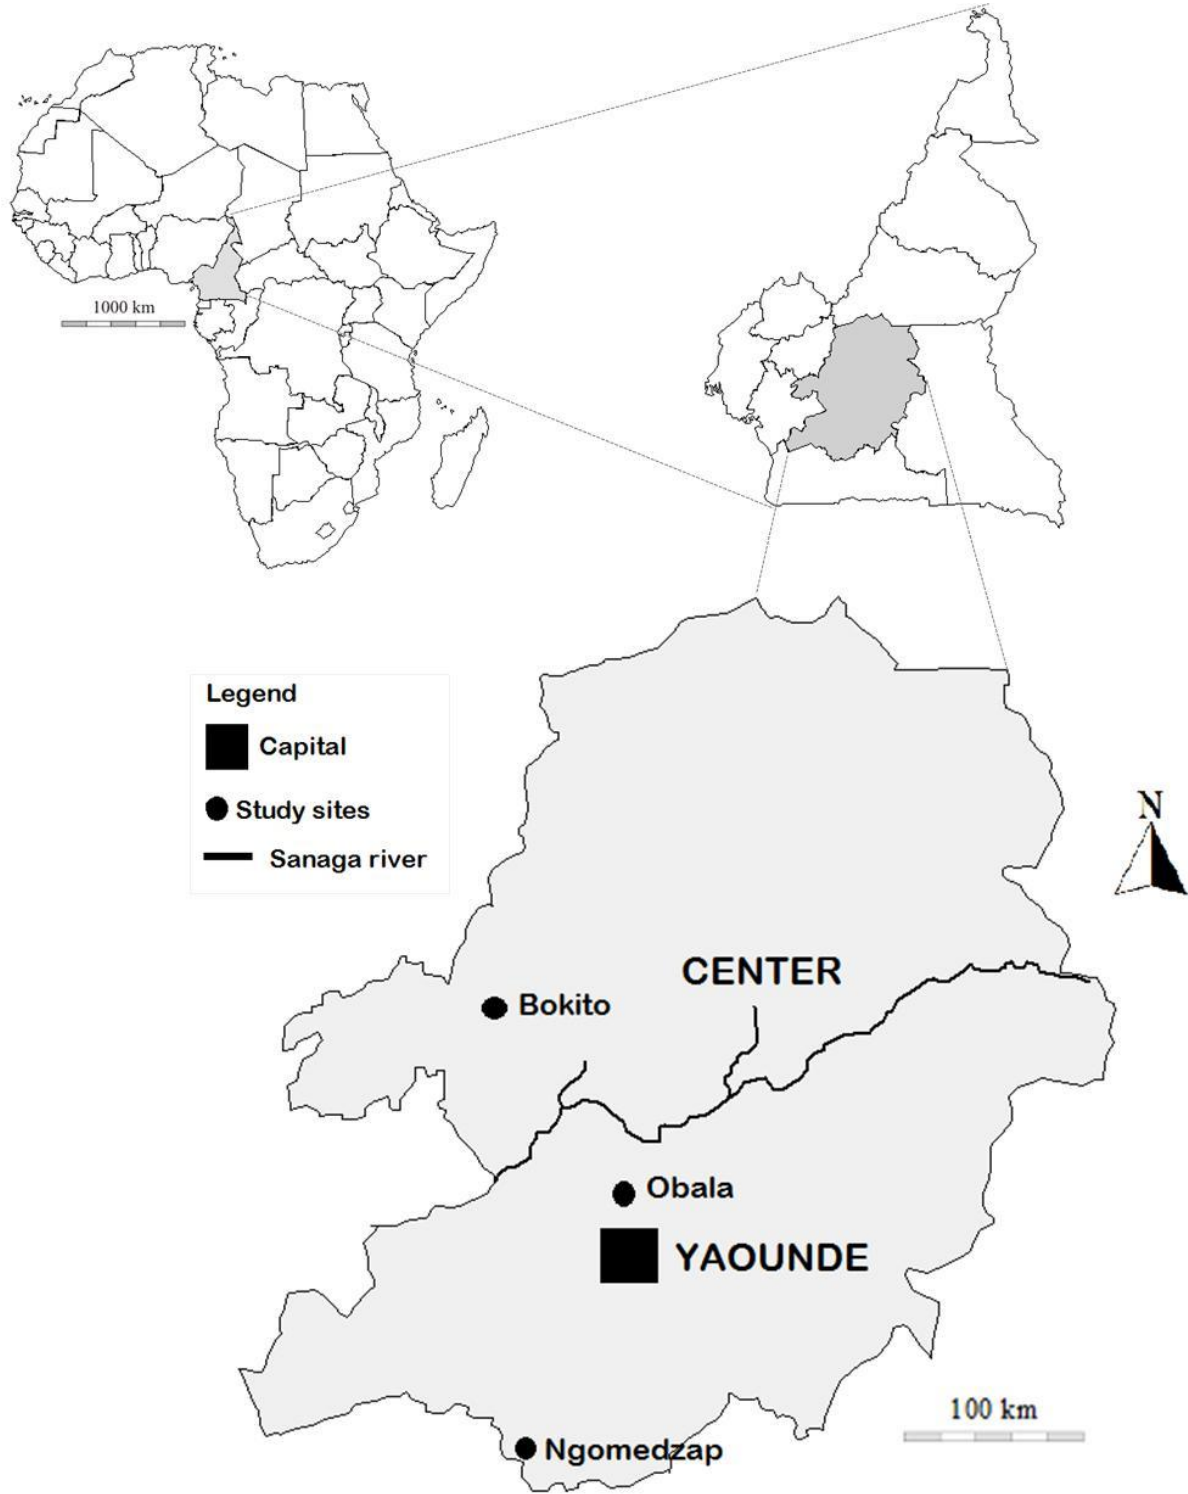 1000 km
Legend
Capital
Study sites
Sanaga river
N
CENTER
Bokito
Obala
YAOUNDE
100 km
Ngomedzap